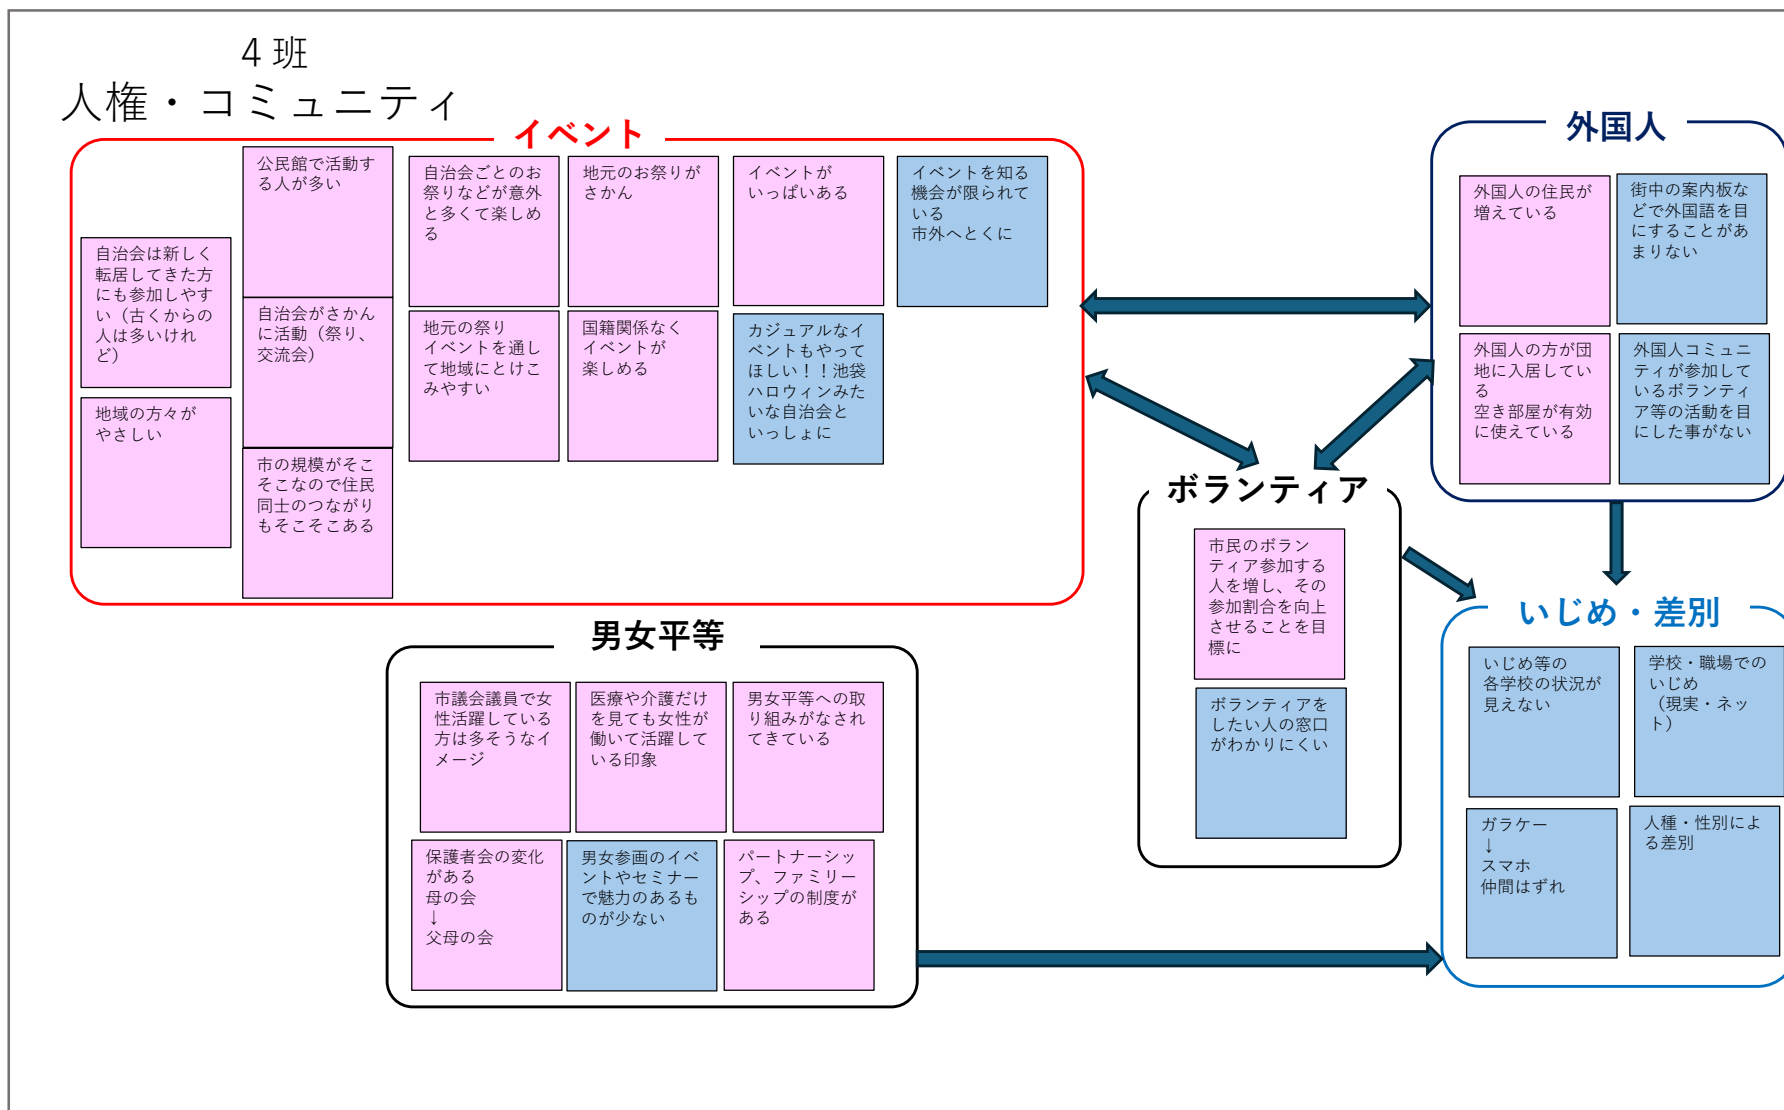 4班
人権・コミュニティ
イベント
公民館で活動す
る人が多い
自治会ごとのお
祭りなどが意外
と多くて楽しめ
る
地元のお祭りが
さかん
イベントが
いっぱいある
イベントを知る
機会が限られて
いる
市外へとくに
自治会は新しく
転居してきた方
にも参加しやす
い（古くからの
人は多いけれ
ど）
自治会がさかん
に活動（祭り、
交流会）
地元の祭り
イベントを通し
て地域にとけこ
みやすい
国籍関係なく
イベントが
楽しめる
カジュアルなイ
ベントもやって
ほしい！！池袋
ハロウィンみた
いな自治会と
いっしょに
地域の方々が
やさしい
市の規模がそこ
そこなので住民
同士のつながり
もそこそこある
外国人
外国人の住民が
増えている
街中の案内板な
どで外国語を目
にすることがあ
まりない
外国人の方が団
地に入居してい
る
空き部屋が有効
に使えている
外国人コミュニ
ティが参加して
いるボランティ
ア等の活動を目
にした事がない
ボランティア
市民のボラン
ティア参加する
人を増し、その
参加割合を向上
させることを目
標に
ボランティアを
したい人の窓口
がわかりにくい
男女平等
市議会議員で女
性活躍している
方は多そうなイ
メージ
医療や介護だけ
を見ても女性が
働いて活躍して
いる印象
男女平等への取
り組みがなされ
てきている
保護者会の変化
がある
母の会
↓
父母の会
男女参画のイベ
ントやセミナー
で魅力のあるも
のが少ない
パートナーシッ
プ、ファミリー
シップの制度が
ある
いじめ・差別
いじめ等の
各学校の状況が
見えない
学校・職場での
いじめ
（現実・ネッ
ト）
ガラケー
↓
スマホ
仲間はずれ
人種・性別によ
る差別